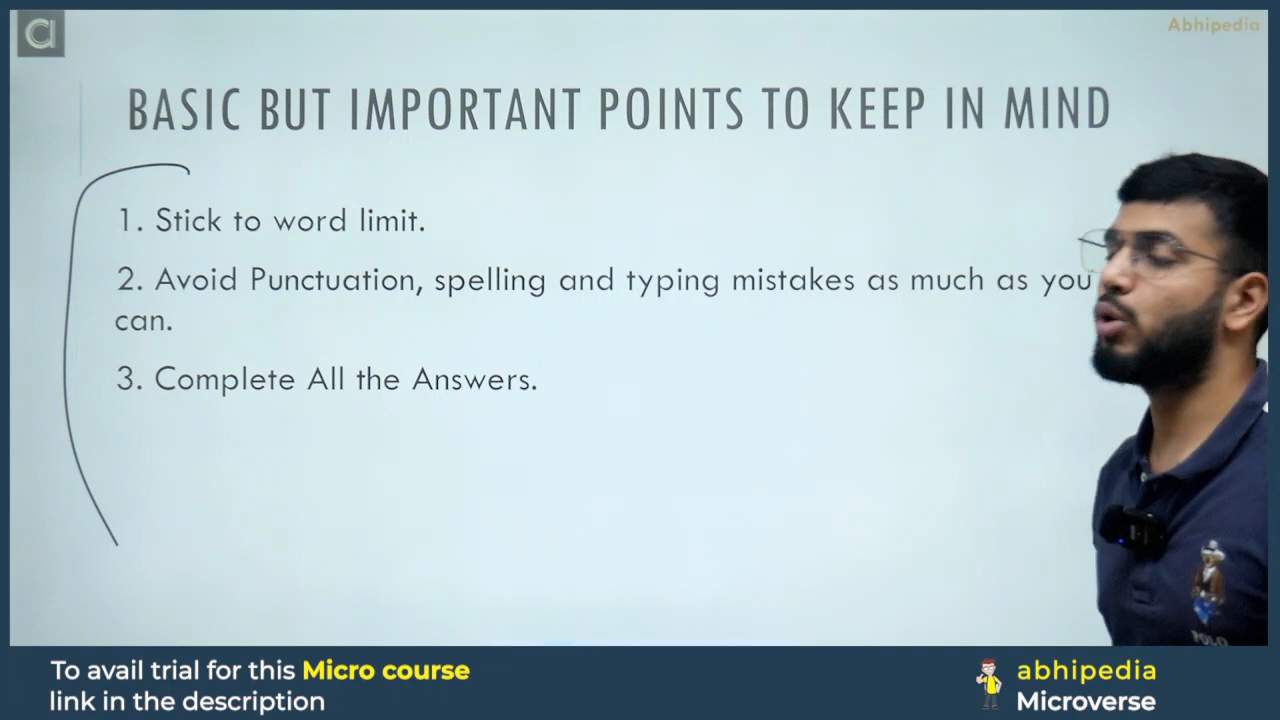 Abhipedia
BASIC BUT IMPORTANT POINTS TO KEEP IN MIND
1. Stick to word limit.
2. Avoid Punctuation, spelling and typing mistakes as much as you
can.
3. Complete All the Answers.
POLO
To avail trial for this Micro course
link in the description
abhipedia
Microverse